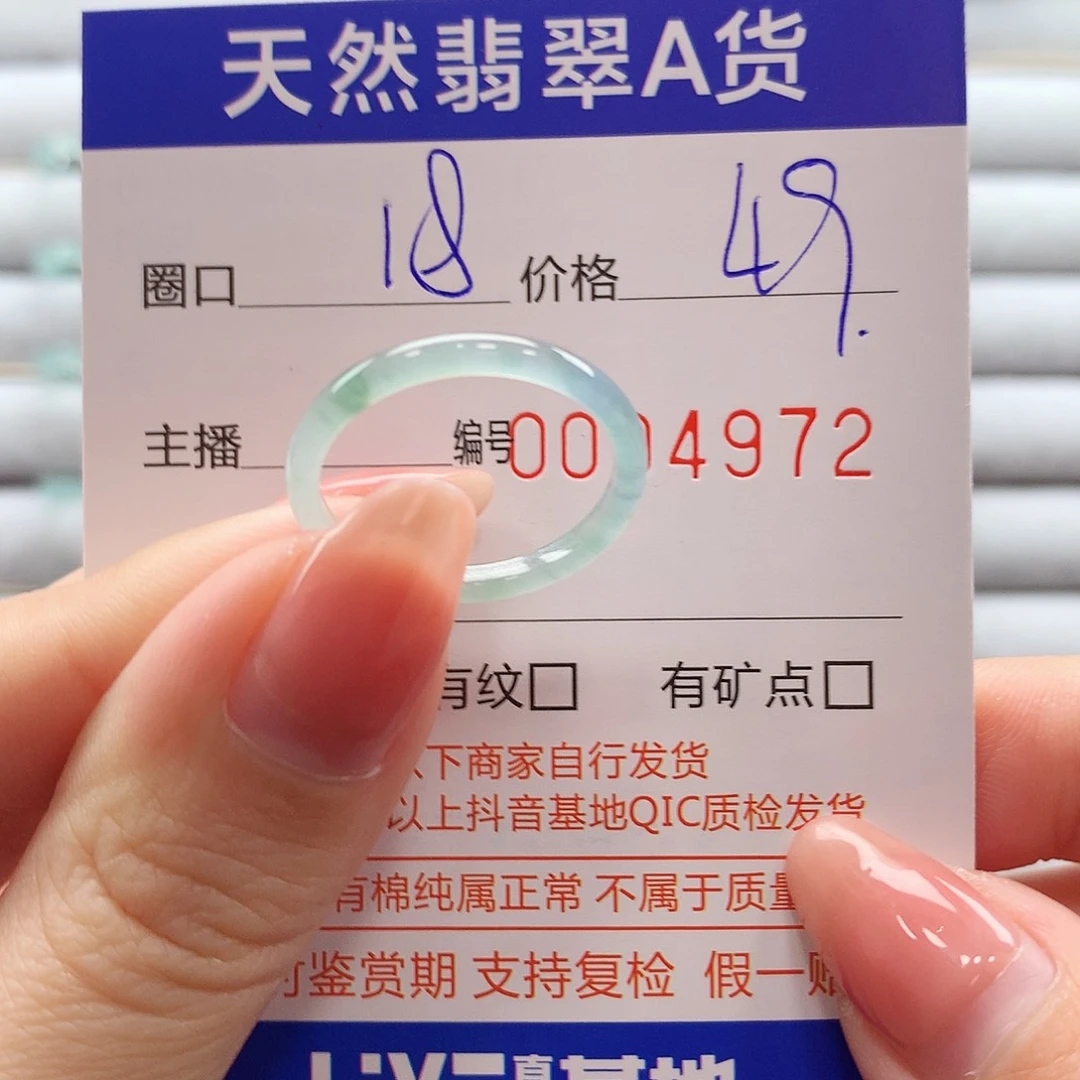 天然翡翠A货
圈口 18 价格 49.
主播 编号 00 4972
有纹□ 有矿点□
下商家自行发货
以上抖音基地QIC质检发货
有棉纯属正常 不属于质量
鉴赏期 支持复检 假一赔
基地